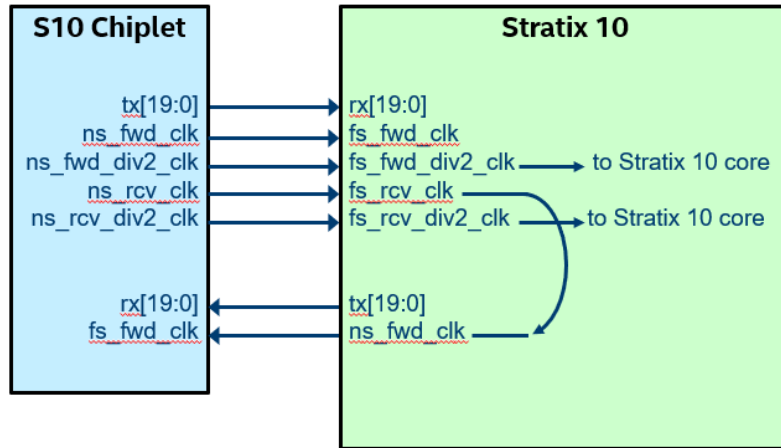 S10 Chiplet
Stratix 10
tx[19:0]
rx[19:0]
ns_fwd_clk
fs_fwd_clk
ns_fwd_div2_clk
fs_fwd_div2_clk
to Stratix 10 core
ns_rcv_clk
fs_rcv_clk
ns_rcv_div2_clk
fs_rcv_div2_clk
to Stratix 10 core
rx[19:0]
tx[19:0]
fs_fwd_clk
ns_fwd_clk